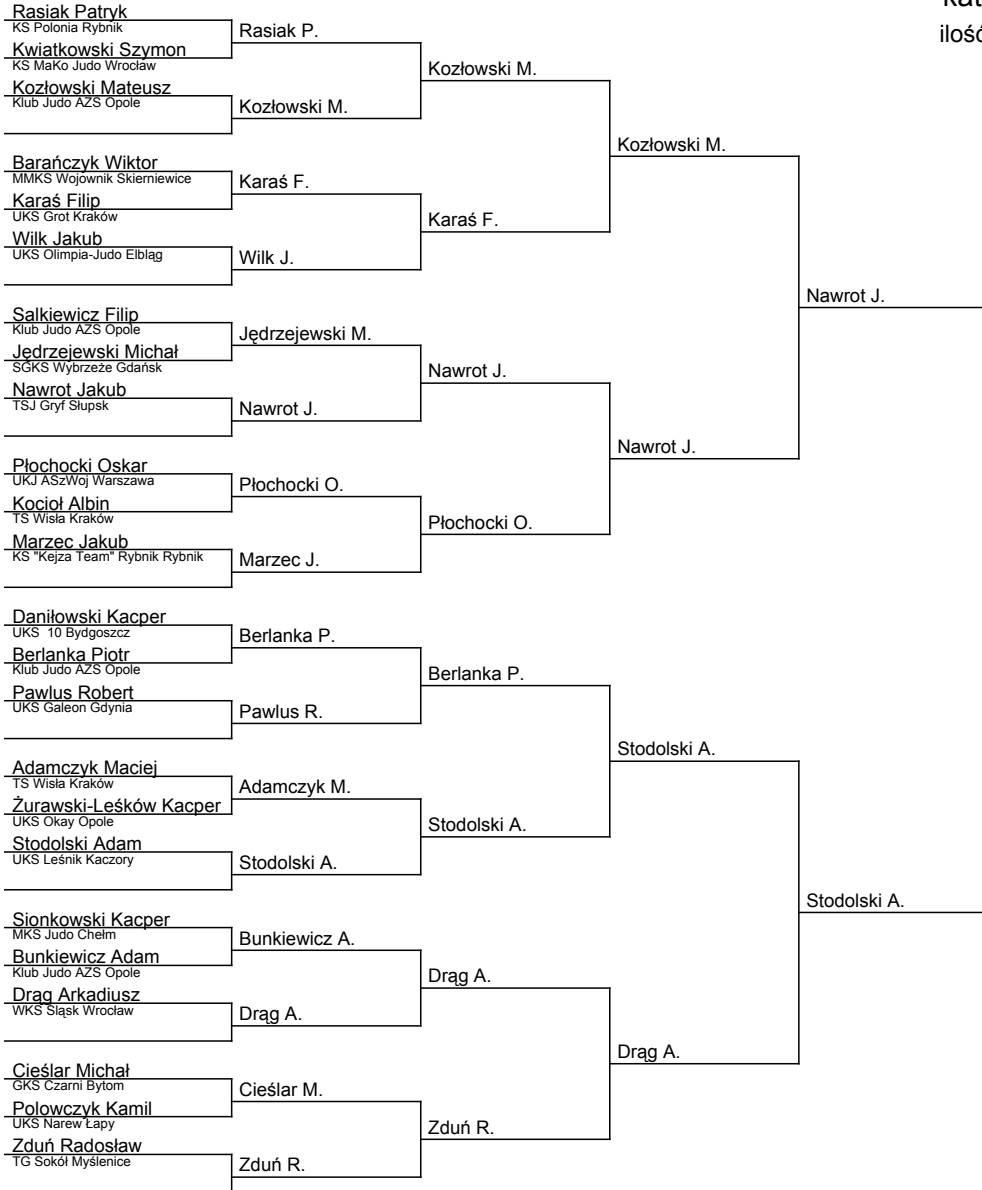 kat
ilość
Rasiak Patryk
KS Polonia Rybnik
Kwiatkowski Szymon
KS MaKo Judo Wrocław
Kozłowski Mateusz
Klub Judo AZS Opole
Barańczyk Wiktor
MMKS Wojownik Skierniewice
Karaś Filip
UKS Grot Kraków
Wilk Jakub
UKS Olimpia-Judo Elbląg
Salkiewicz Filip
Klub Judo AZS Opole
Jędrzejewski Michał
SGKS Wybrzeże Gdańsk
Nawrot Jakub
TSJ Gryf Słupsk
Płochocki Oskar
UKJ ASzWoj Warszawa
Kocioł Albin
TS Wisła Kraków
Marzec Jakub
KS "Kejza Team" Rybnik Rybnik
Daniłowski Kacper
UKS 10 Bydgoszcz
Berlanka Piotr
Klub Judo AZS Opole
Pawlus Robert
UKS Galeon Gdynia
Adamczyk Maciej
TS Wisła Kraków
Żurawski-Leśków Kacper
UKS Okay Opole
Stodolski Adam
UKS Leśnik Kaczory
Sionkowski Kacper
MKS Judo Chełm
Bunkiewicz Adam
Klub Judo AZS Opole
Drąg Arkadiusz
WKS Śląsk Wrocław
Cieślar Michał
GKS Czarni Bytom
Polowczyk Kamil
UKS Narew Łapy
Zduń Radosław
TG Sokół Myślenice
Rasiak P.
Kozłowski M.
Karaś F.
Wilk J.
Jędrzejewski M.
Nawrot J.
Płochocki O.
Marzec J.
Berlanka P.
Pawlus R.
Adamczyk M.
Stodolski A.
Bunkiewicz A.
Drąg A.
Cieślar M.
Zduń R.
Kozłowski M.
Karaś F.
Nawrot J.
Płochocki O.
Berlanka P.
Stodolski A.
Drąg A.
Zduń R.
Kozłowski M.
Nawrot J.
Stodolski A.
Drąg A.
Nawrot J.
Stodolski A.